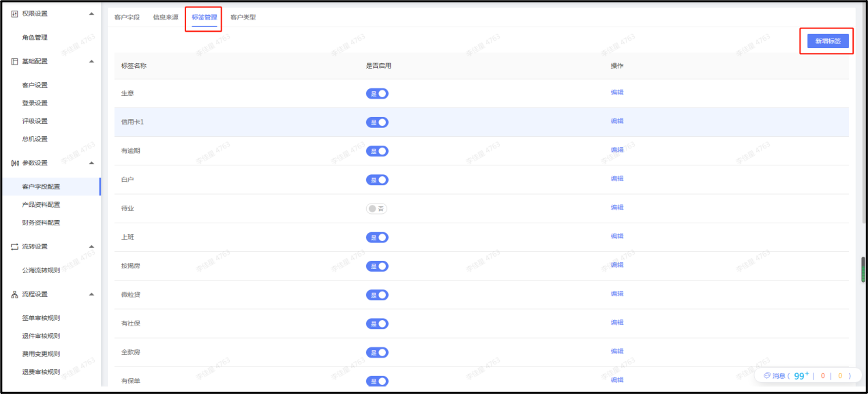 权限设置
角色管理
基础配置
客户设置
登录设置
评级设置
总机设置
参数设置
客户字段配置
产品资料配置
财务资料配置
流转设置
公海流转规则
流程设置
签单审核规则
退件审核规则
费用变更规则
退费审核规则
客户字段 信息来源 标签管理 客户类型
新增标签
标签名称 是否启用 操作
生意 是 编辑
信用卡1 是 编辑
有逾期 是 编辑
白户 是 编辑
待业 否 编辑
上班 是 编辑
按揭房 是 编辑
微粒贷 是 编辑
有社保 是 编辑
全款房 是 编辑
有保单 是 编辑
消息 ( 99+ | 0 | 0 )